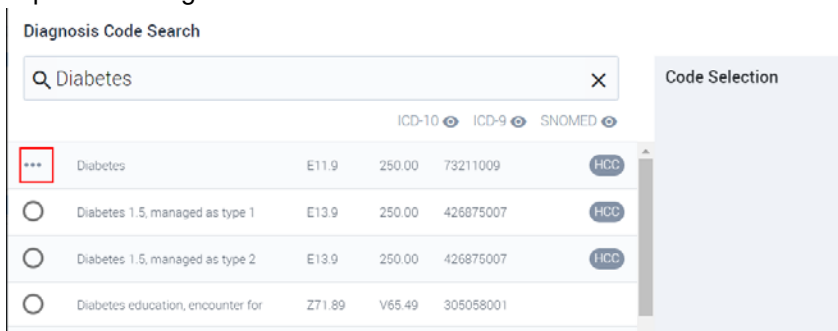 Diagnosis Code Search
Diabetes
Code Selection
ICD-10 ICD-9 SNOMED
Diabetes E11.9 250.00 73211009 HCC
Diabetes 1.5, managed as type 1 E13.9 250.00 426875007 HCC
Diabetes 1.5, managed as type 2 E13.9 250.00 426875007 HCC
Diabetes education, encounter for Z71.89 V65.49 305058001